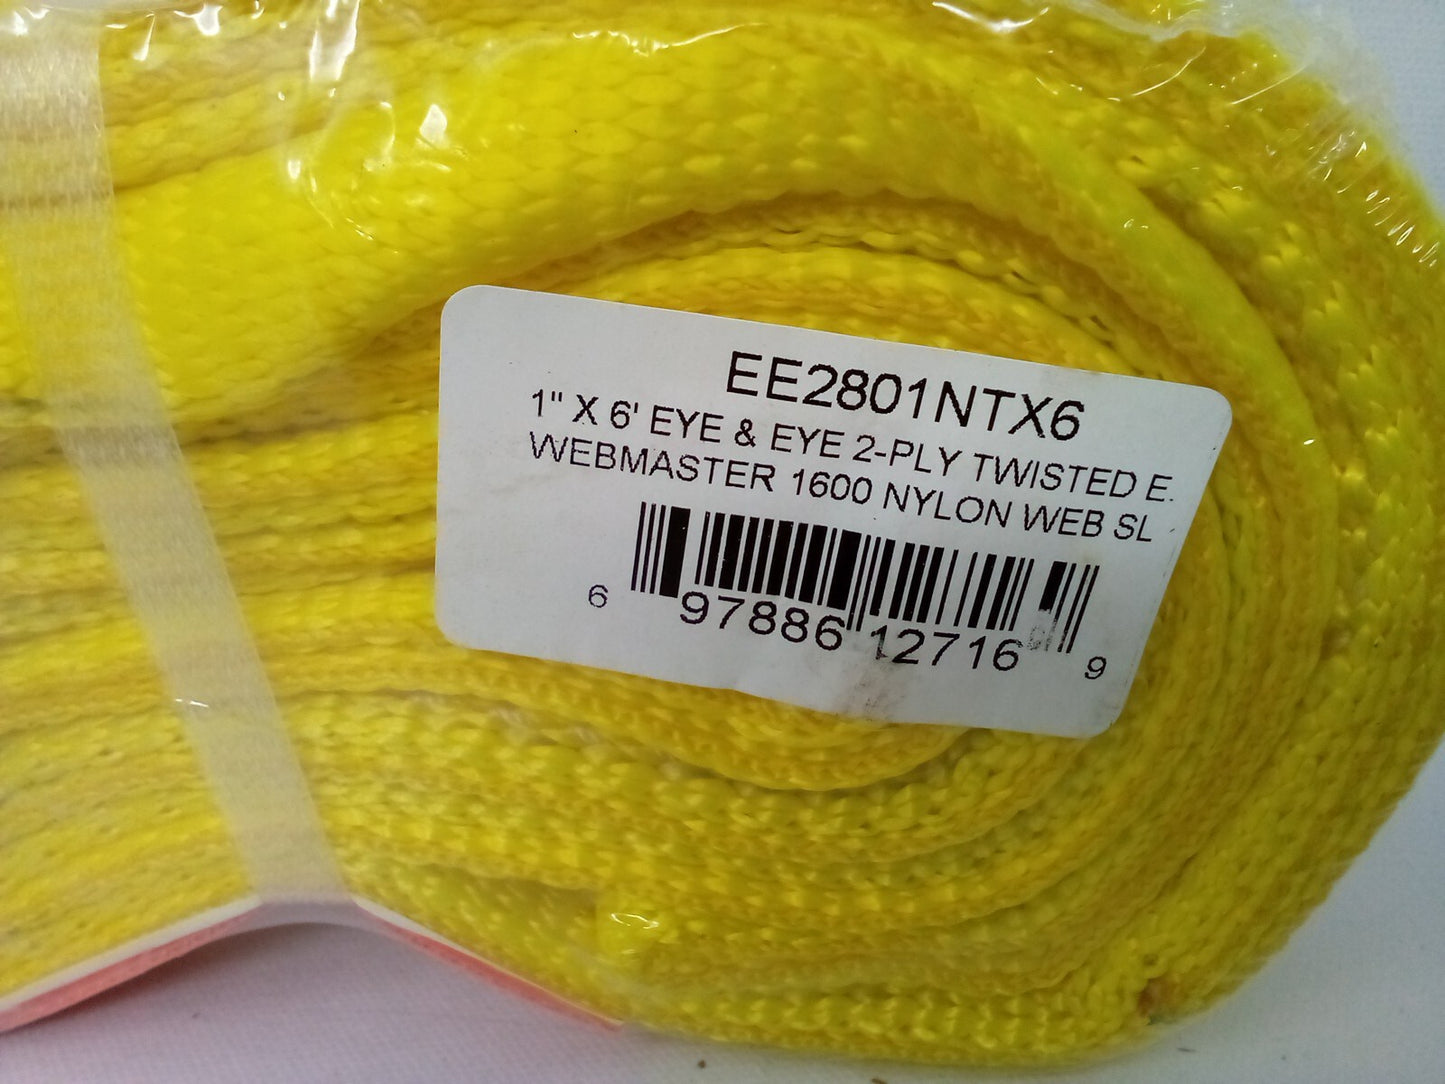 EE2801NTX6
1" X 6' EYE & EYE 2-PLY TWISTED E.
WEBMASTER 1600 NYLON WEB SL
6 97886 12716 9